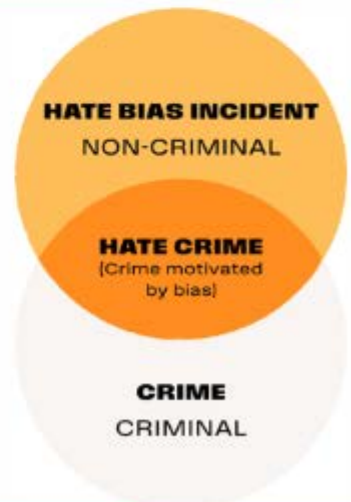 HATE BIAS INCIDENT
NON-CRIMINAL
HATE CRIME
(Crime motivated
by bias)
CRIME
CRIMINAL